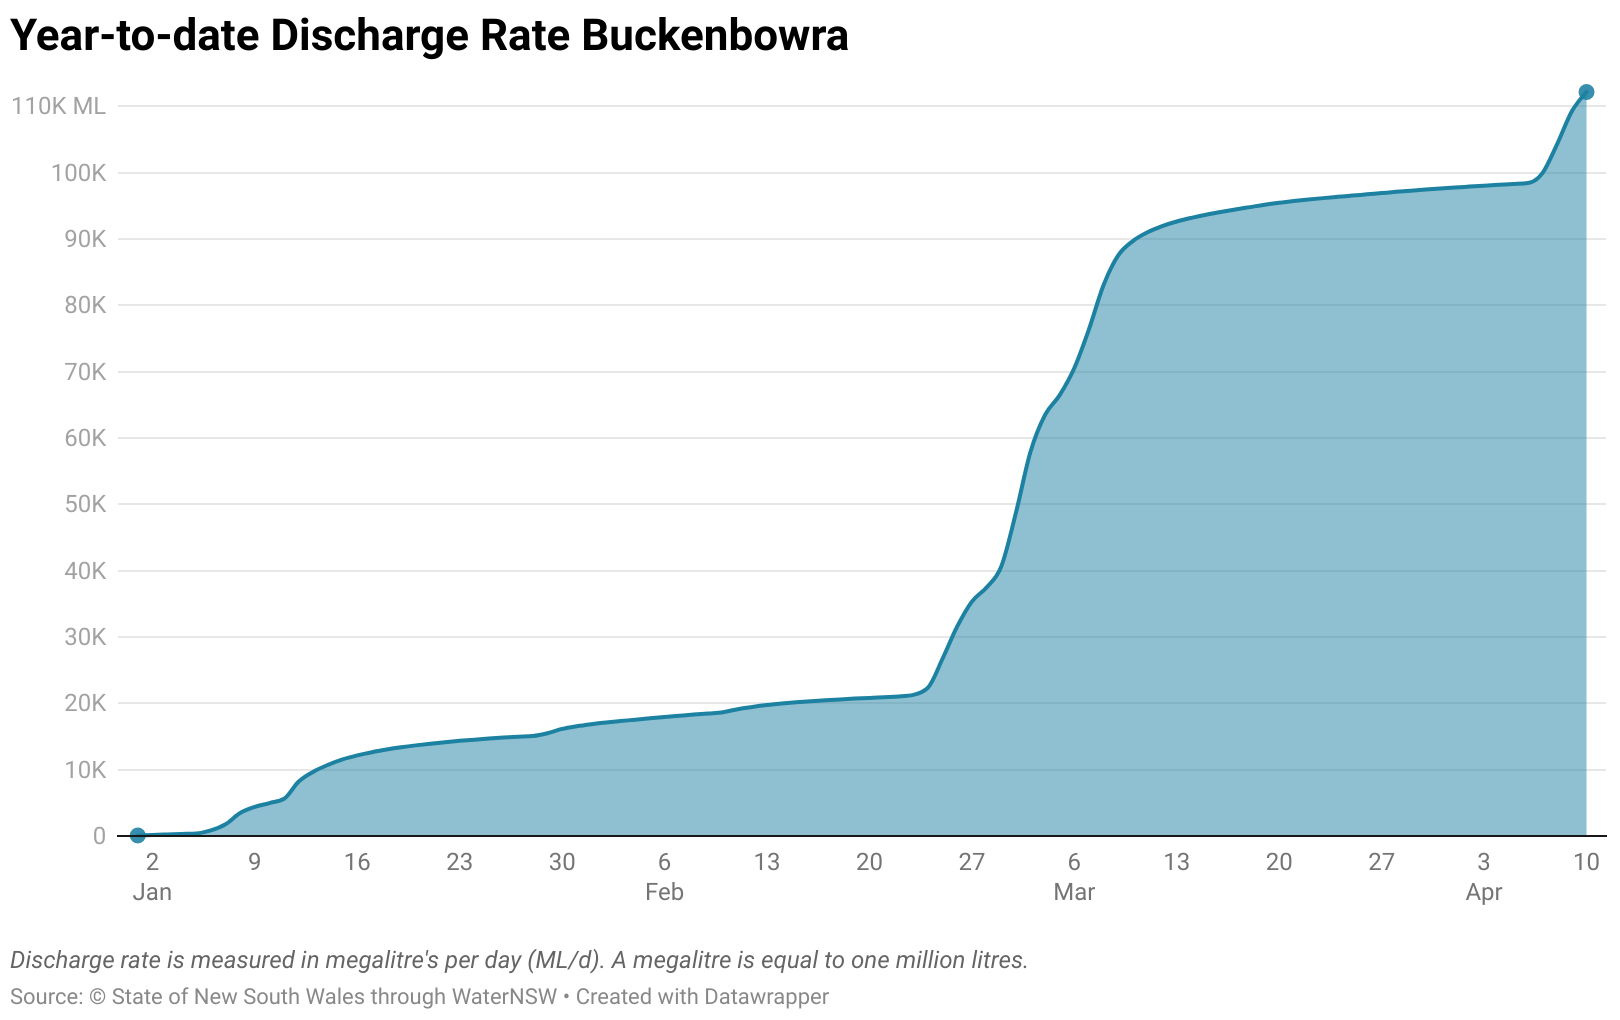 Year-to-date Discharge Rate Buckenbowra
110K ML
100K
90K
80K
70K
60K
50K
40K
30K
20K
10K
0
2 9 16 23 30 6 13 20 27 6 13 20 27 3 10
Jan Feb Mar Apr
Discharge rate is measured in megalitre's per day (ML/d). A megalitre is equal to one million litres.
Source: © State of New South Wales through WaterNSW • Created with Datawrapper